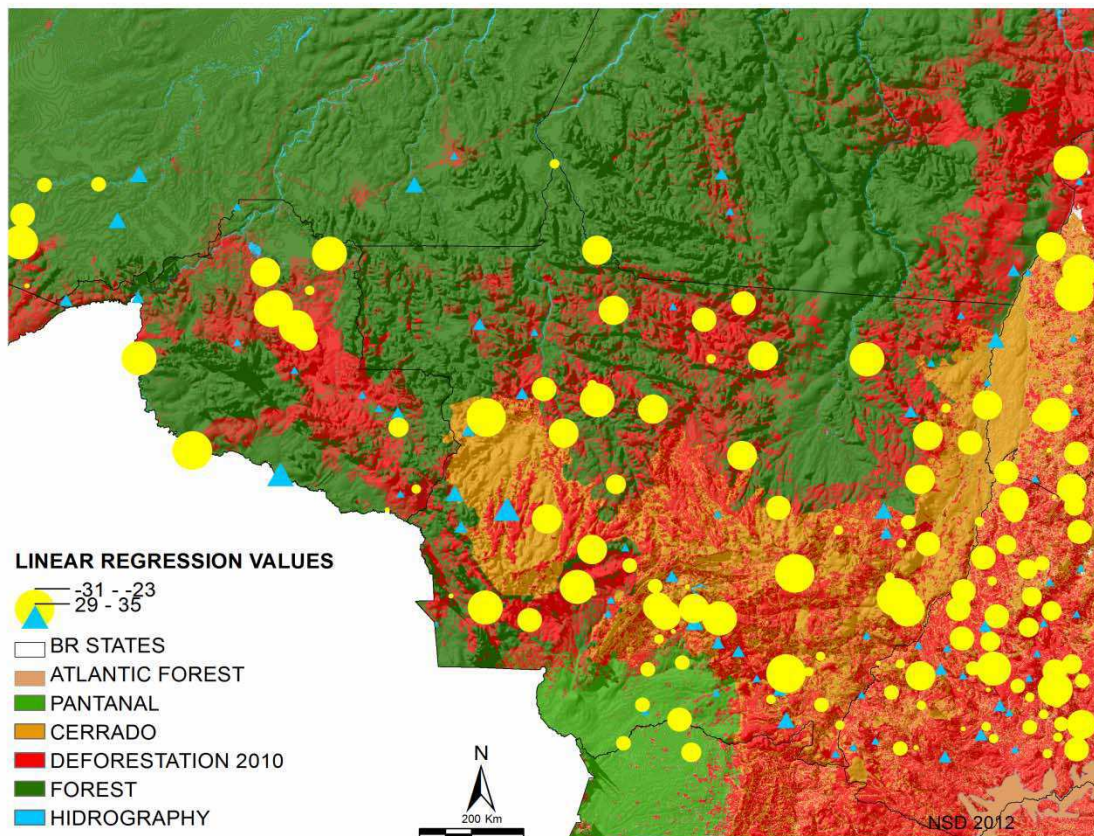 LINEAR REGRESSION VALUES
-31 - -23
29 - 35
BR STATES
ATLANTIC FOREST
PANTANAL
CERRADO
DEFORESTATION 2010
FOREST
HIDROGRAPHY
N
200 Km
NSD 2012